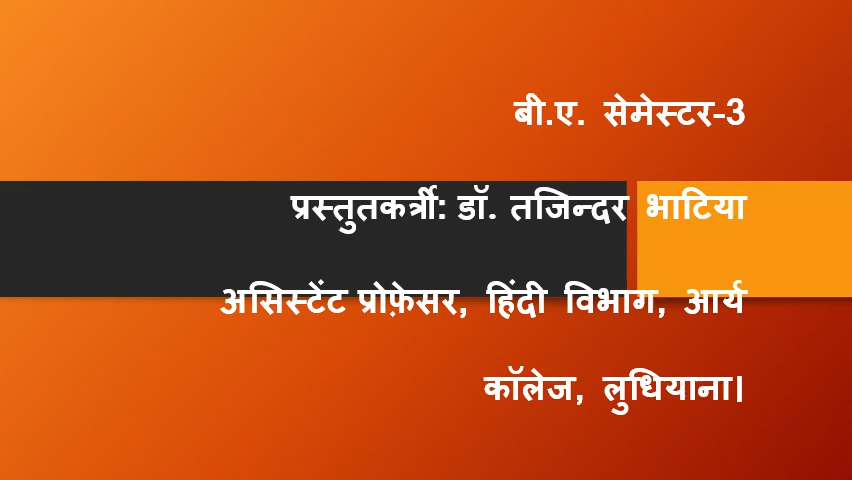 बी.ए. सेमेस्टर-3
प्रस्तुतकर्त्री: डॉ. तजिन्दर भाटिया
असिस्टेंट प्रोफ़ेसर, हिंदी विभाग, आर्य
कॉलेज, लुधियाना।